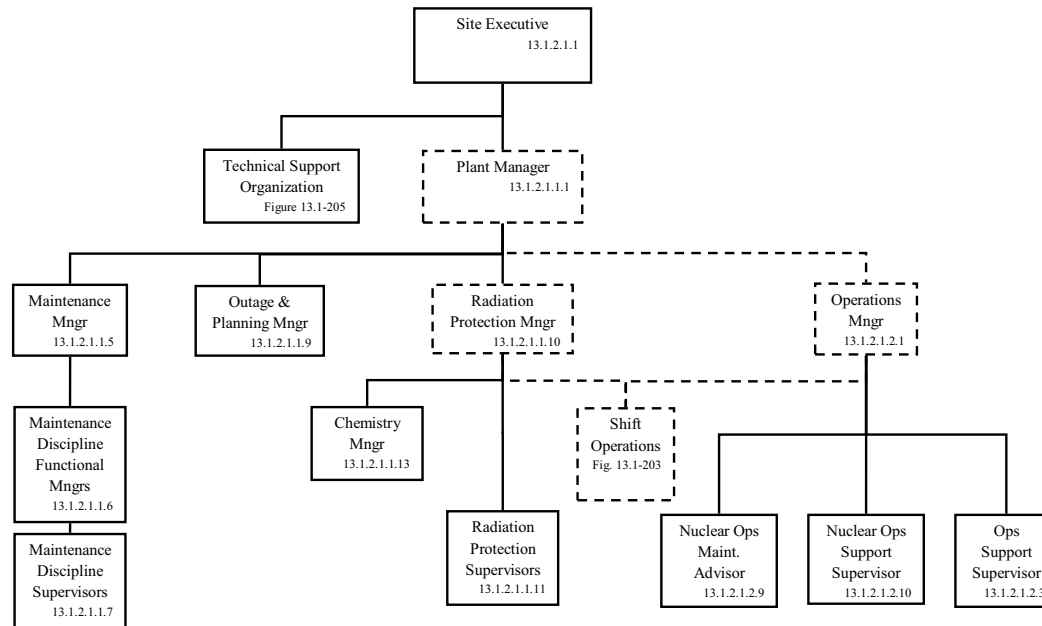 Site Executive
13.1.2.1.1
Technical Support
Organization
Figure 13.1-205
Plant Manager
13.1.2.1.1.1
Maintenance
Mngr
13.1.2.1.1.5
Outage &
Planning Mngr
13.1.2.1.1.9
Radiation
Protection Mngr
13.1.2.1.1.10
Operations
Mngr
13.1.2.1.2.1
Maintenance
Discipline
Functional
Mngrs
13.1.2.1.1.6
Chemistry
Mngr
13.1.2.1.1.13
Shift
Operations
Fig. 13.1-203
Maintenance
Discipline
Supervisors
13.1.2.1.1.7
Radiation
Protection
Supervisors
13.1.2.1.1.11
Nuclear Ops
Maint.
Advisor
13.1.2.1.2.9
Nuclear Ops
Support
Supervisor
13.1.2.1.2.10
Ops
Support
Supervisor
13.1.2.1.2.3